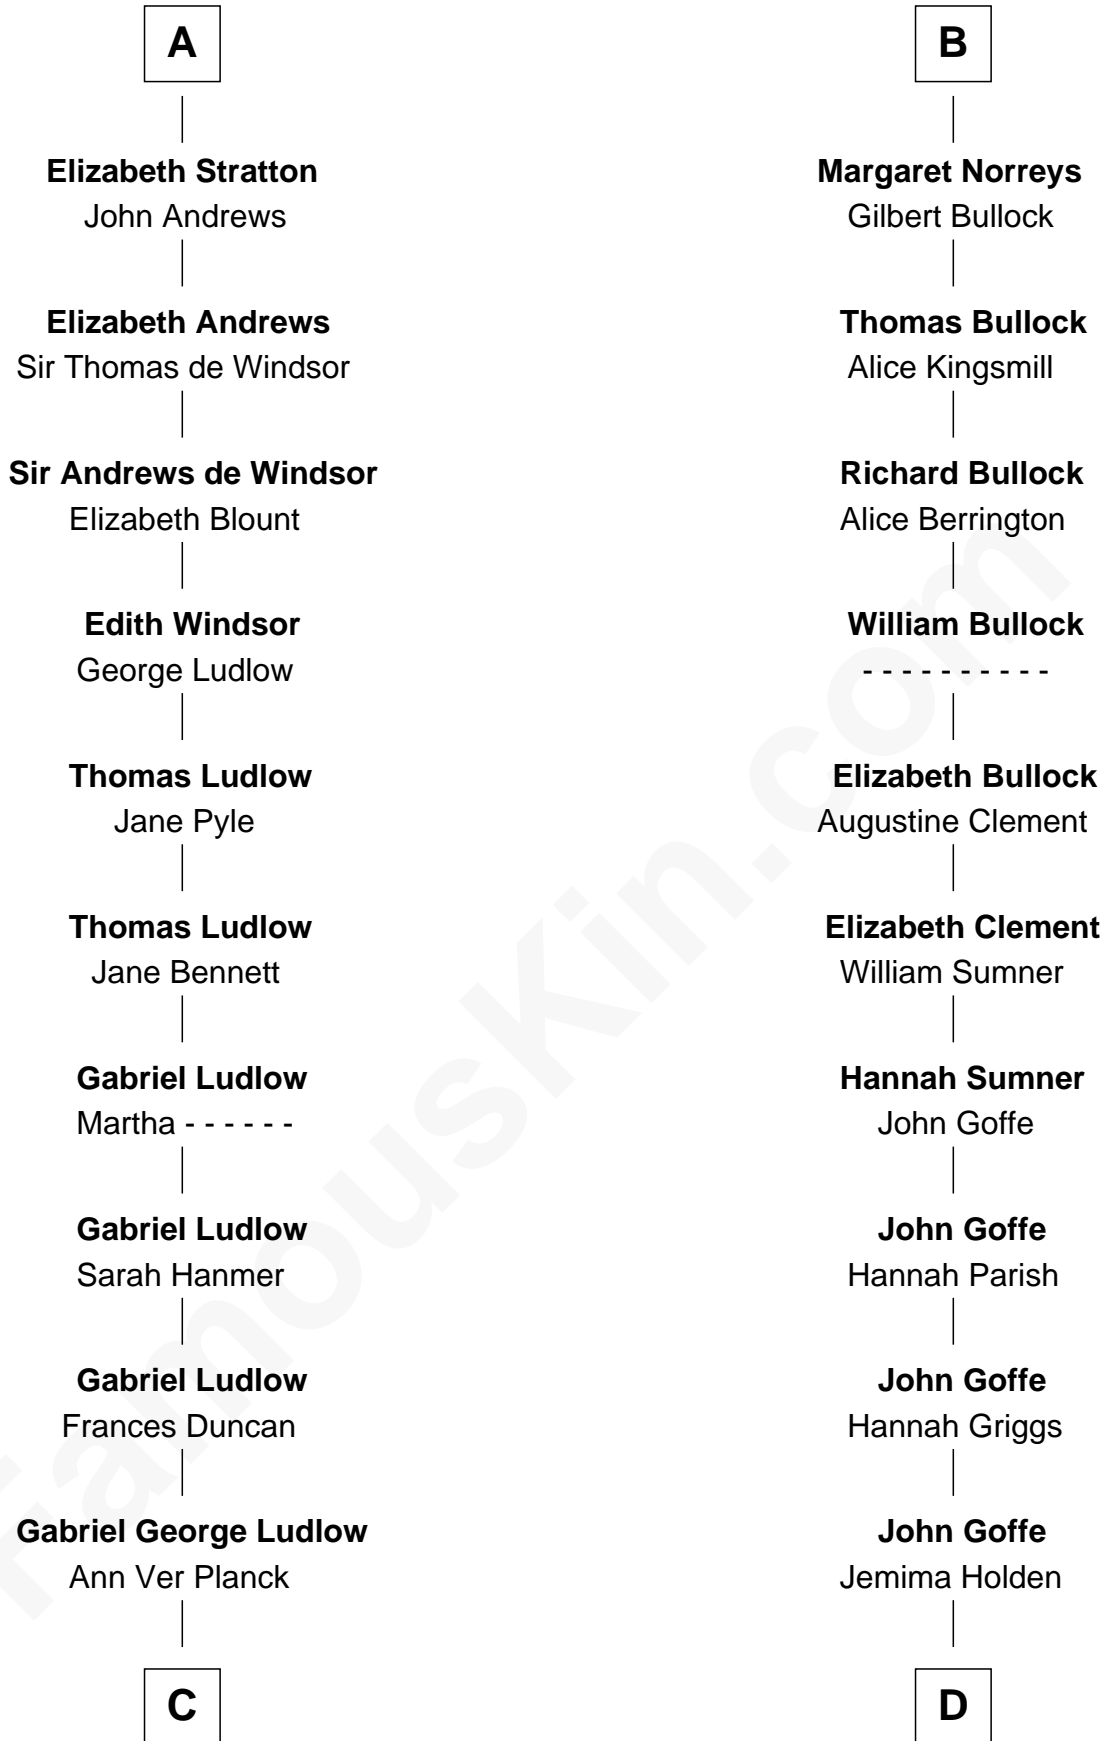 A
Elizabeth Stratton
John Andrews
Elizabeth Andrews
Sir Thomas de Windsor
Sir Andrews de Windsor
Elizabeth Blount
Edith Windsor
George Ludlow
Thomas Ludlow
Jane Pyle
Thomas Ludlow
Jane Bennett
Gabriel Ludlow
Martha - - - - - -
Gabriel Ludlow
Sarah Hanmer
Gabriel Ludlow
Frances Duncan
Gabriel George Ludlow
Ann Ver Planck
C
B
Margaret Norreys
Gilbert Bullock
Thomas Bullock
Alice Kingsmill
Richard Bullock
Alice Berrington
William Bullock
- - - - - - - - - -
Elizabeth Bullock
Augustine Clement
Elizabeth Clement
William Sumner
Hannah Sumner
John Goffe
John Goffe
Hannah Parish
John Goffe
Hannah Griggs
John Goffe
Jemima Holden
D
FamousKin.com